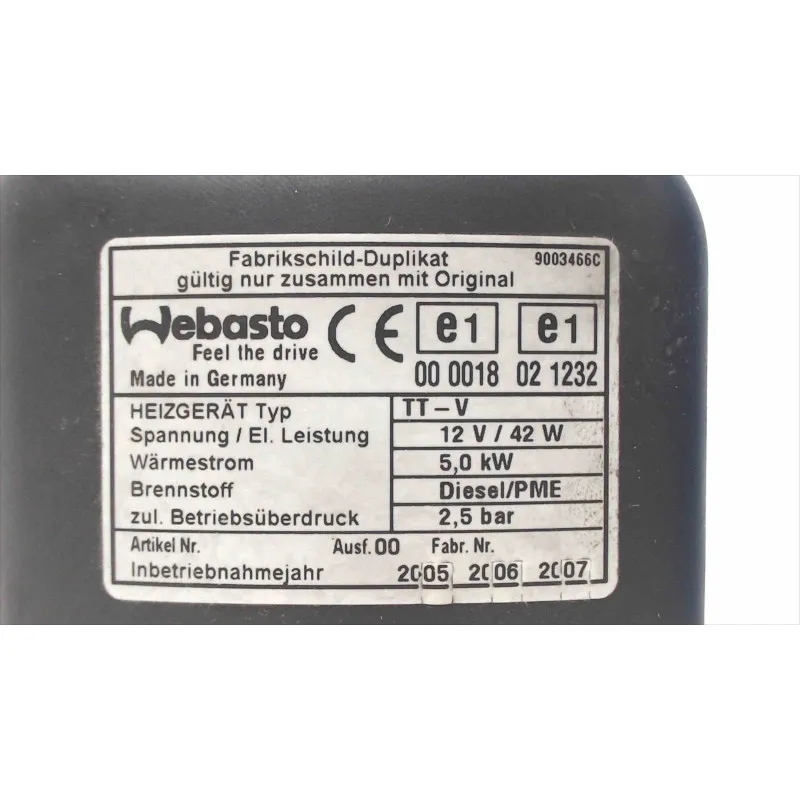 Fabrikschild-Duplikat 9003466C
gültig nur zusammen mit Original
Webasto CE e1 e1
Feel the drive
Made in Germany 00 0018 02 1232
HEIZGERÄT Typ TT – V
Spannung / El. Leistung 12 V / 42 W
Wärmestrom 5,0 kW
Brennstoff Diesel/PME
zul. Betriebsüberdruck 2,5 bar
Artikel Nr. Ausf.00 Fabr. Nr.
Inbetriebnahmejahr 2005 2006 2007